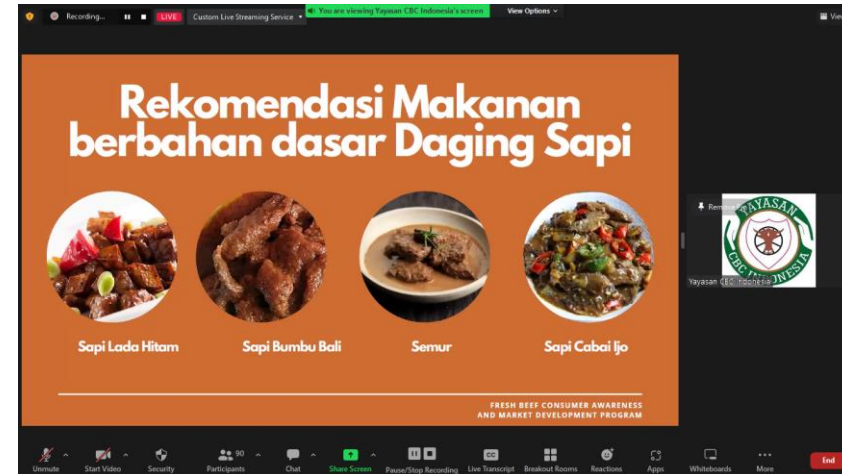 Recording...
LIVE
Custom Live Streaming Service
You are viewing Yayasan CBC Indonesia's screen
View Options
View
Rekomendasi Makanan
berbahan dasar Daging Sapi
Sapi Lada Hitam
Sapi Bumbu Bali
Semur
Sapi Cabai Ijo
FRESH BEEF CONSUMER AWARENESS
AND MARKET DEVELOPMENT PROGRAM
YAYASAN
CBC INDONESIA
Yayasan CBC Indonesia
Unmute
Start Video
Security
90
Participants
Chat
Share Screen
Pause/Stop Recording
CC
Live Transcript
Breakout Rooms
Reactions
Apps
Whiteboards
More
End